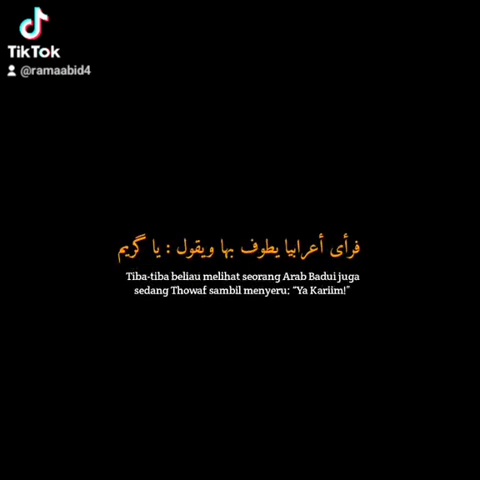 TikTok
@ramaabid4
فرأى أعرابيا يطوف بها ويقول : يا گريم
Tiba-tiba beliau melihat seorang Arab Badui juga
sedang Thowaf sambil menyeru: “Ya Kariim!”